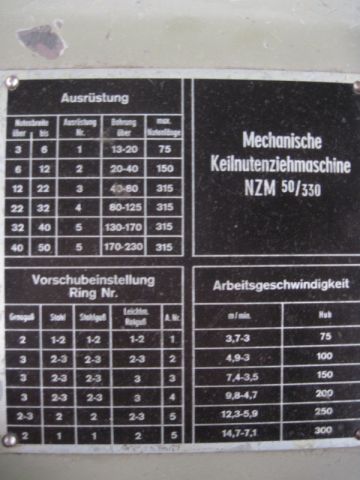 Ausrüstung
Nutenbreite Ausrüstung Bohrung max.
über bis Nr. über Nutenlänge
3 6 1 13-20 75
6 12 2 20-40 150
12 22 3 40-80 315
22 32 4 80-125 315
32 40 5 130-170 315
40 50 5 170-230 315
Mechanische
Keilnutenziehmaschine
NZM 50/330
Vorschubeinstellung
Ring Nr.
Grauguß Stahl Stahlguß Leichtm. Rotguß A. Nr.
2 1-2 1-2 1-2 1
3 2-3 2-3 2-3 2
3 2-3 2-3 3 3
3 2-3 2-3 3 4
2-3 2 2 2-3 5
2 1 1 2 5
Arbeitsgeschwindigkeit
m/min. Hub
3,7-3 75
4,9-3 100
7,4-3,5 150
9,8-4,7 200
12,3-5,9 250
14,7-7,1 300